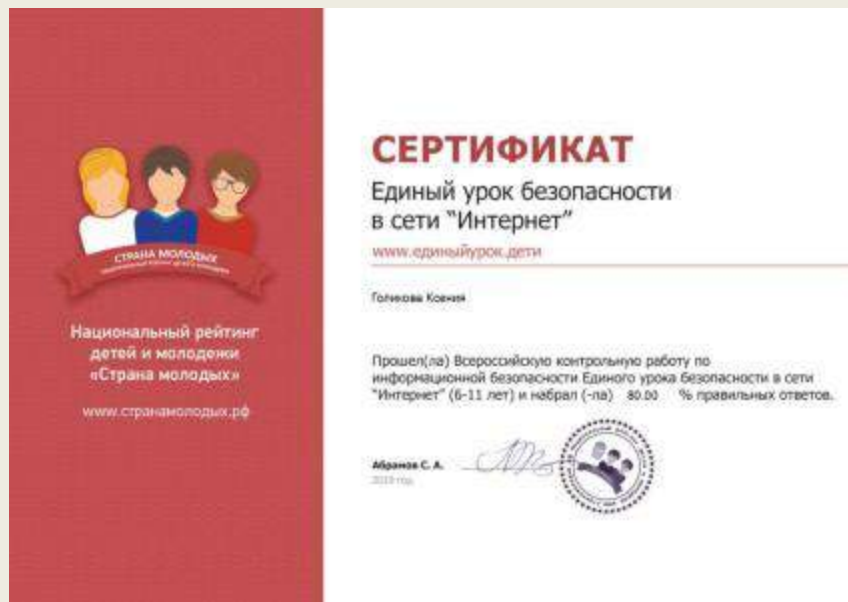 СТРАНА МОЛОДЫХ
Национальный рейтинг
детей и молодежи
«Страна молодых»
www.странамолодых.рф
СЕРТИФИКАТ
Единый урок безопасности
в сети "Интернет"
www.единыйурок.дети
Голикова Ксения
Прошел(ла) Всероссийскую контрольную работу по
информационной безопасности Единого урока безопасности в сети
"Интернет" (6-11 лет) и набрал (-ла) 80.00 % правильных ответов.
Абрамов С. А.
2019 год